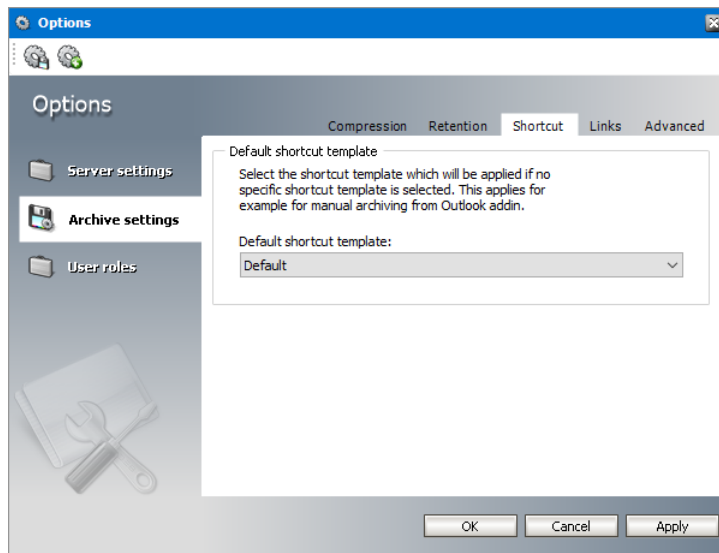 Options
Options
Compression Retention Shortcut Links Advanced
Server settings
Archive settings
User roles
Default shortcut template
Select the shortcut template which will be applied if no
specific shortcut template is selected. This applies for
example for manual archiving from Outlook addin.
Default shortcut template:
Default
OK Cancel Apply